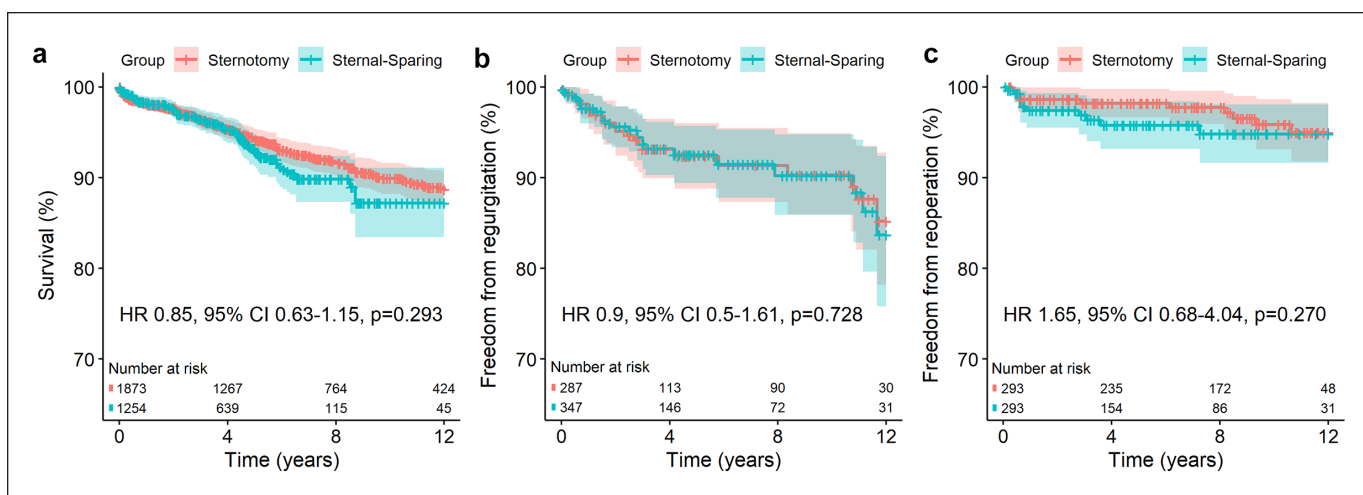 a
Group Sternotomy Sternal-Sparing
100
90
80
70
Survival (%)
HR 0.85, 95% CI 0.63-1.15, p=0.293
Number at risk
1873 1267 764 424
1254 639 115 45
0 4 8 12
Time (years)
b
Group Sternotomy Sternal-Sparing
100
90
80
70
Freedom from regurgitation (%)
HR 0.9, 95% CI 0.5-1.61, p=0.728
Number at risk
287 113 90 30
347 146 72 31
0 4 8 12
Time (years)
c
Group Sternotomy Sternal-Sparing
100
90
80
70
Freedom from reoperation (%)
HR 1.65, 95% CI 0.68-4.04, p=0.270
Number at risk
293 235 172 48
293 154 86 31
0 4 8 12
Time (years)